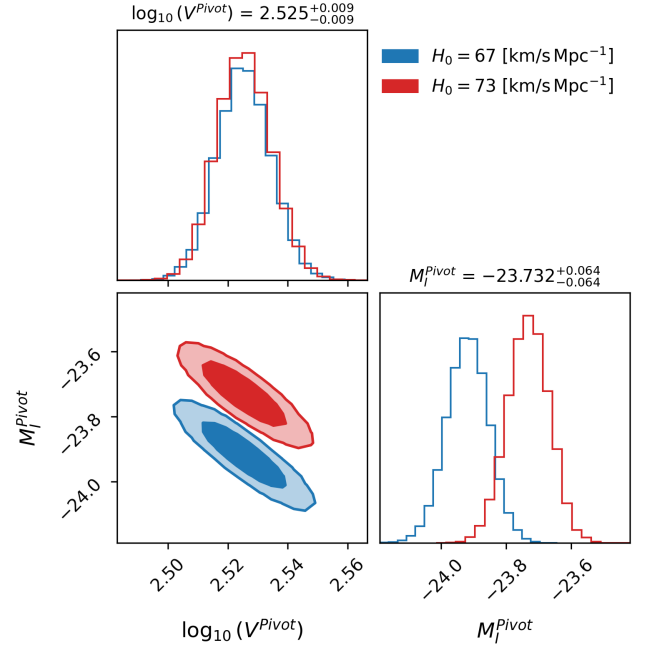 log₁₀ (V^Pivot) = 2.525^{+0.009}_{−0.009}
H₀ = 67 [km/s Mpc⁻¹]
H₀ = 73 [km/s Mpc⁻¹]
M_I^Pivot = −23.732^{+0.064}_{−0.064}
M_I^Pivot
−23.6
−23.8
−24.0
2.50
2.52
2.54
2.56
log₁₀ (V^Pivot)
−24.0
−23.8
−23.6
M_I^Pivot